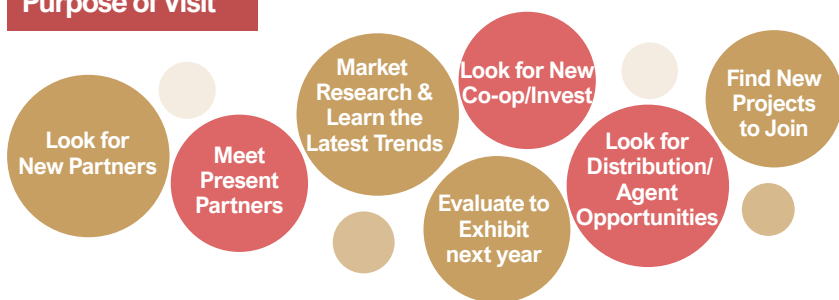 Purpose of Visit
Look for
New Partners
Meet
Present
Partners
Market
Research &
Learn the
Latest Trends
Look for New
Co-op/Invest
Evaluate to
Exhibit
next year
Look for
Distribution/
Agent
Opportunities
Find New
Projects
to Join